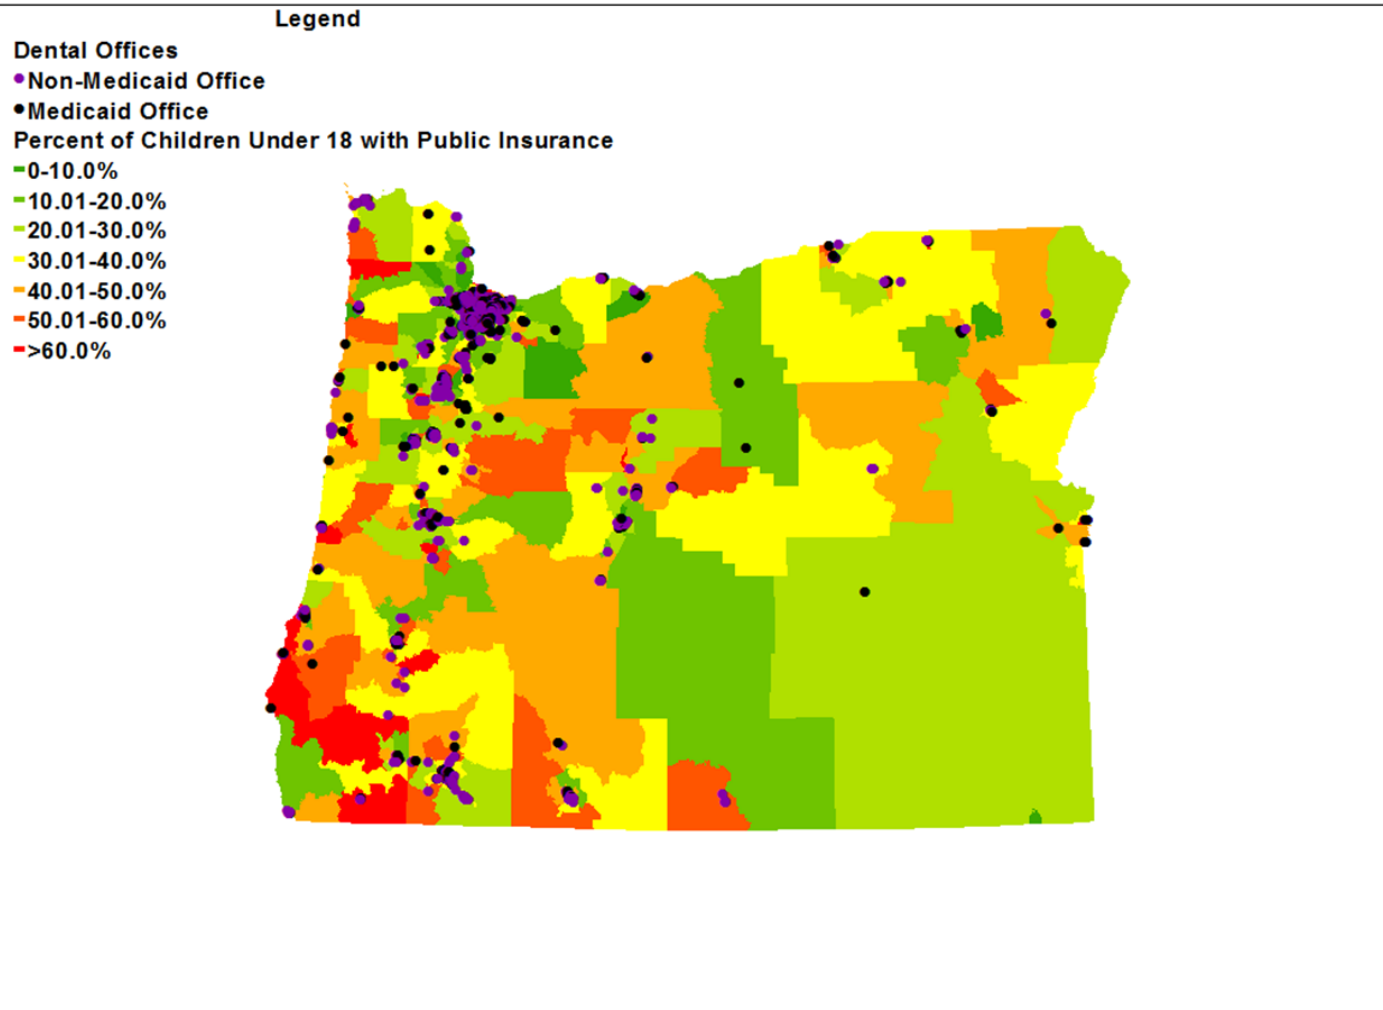 Legend
Dental Offices
Non-Medicaid Office
Medicaid Office
Percent of Children Under 18 with Public Insurance
0-10.0%
10.01-20.0%
20.01-30.0%
30.01-40.0%
40.01-50.0%
50.01-60.0%
>60.0%